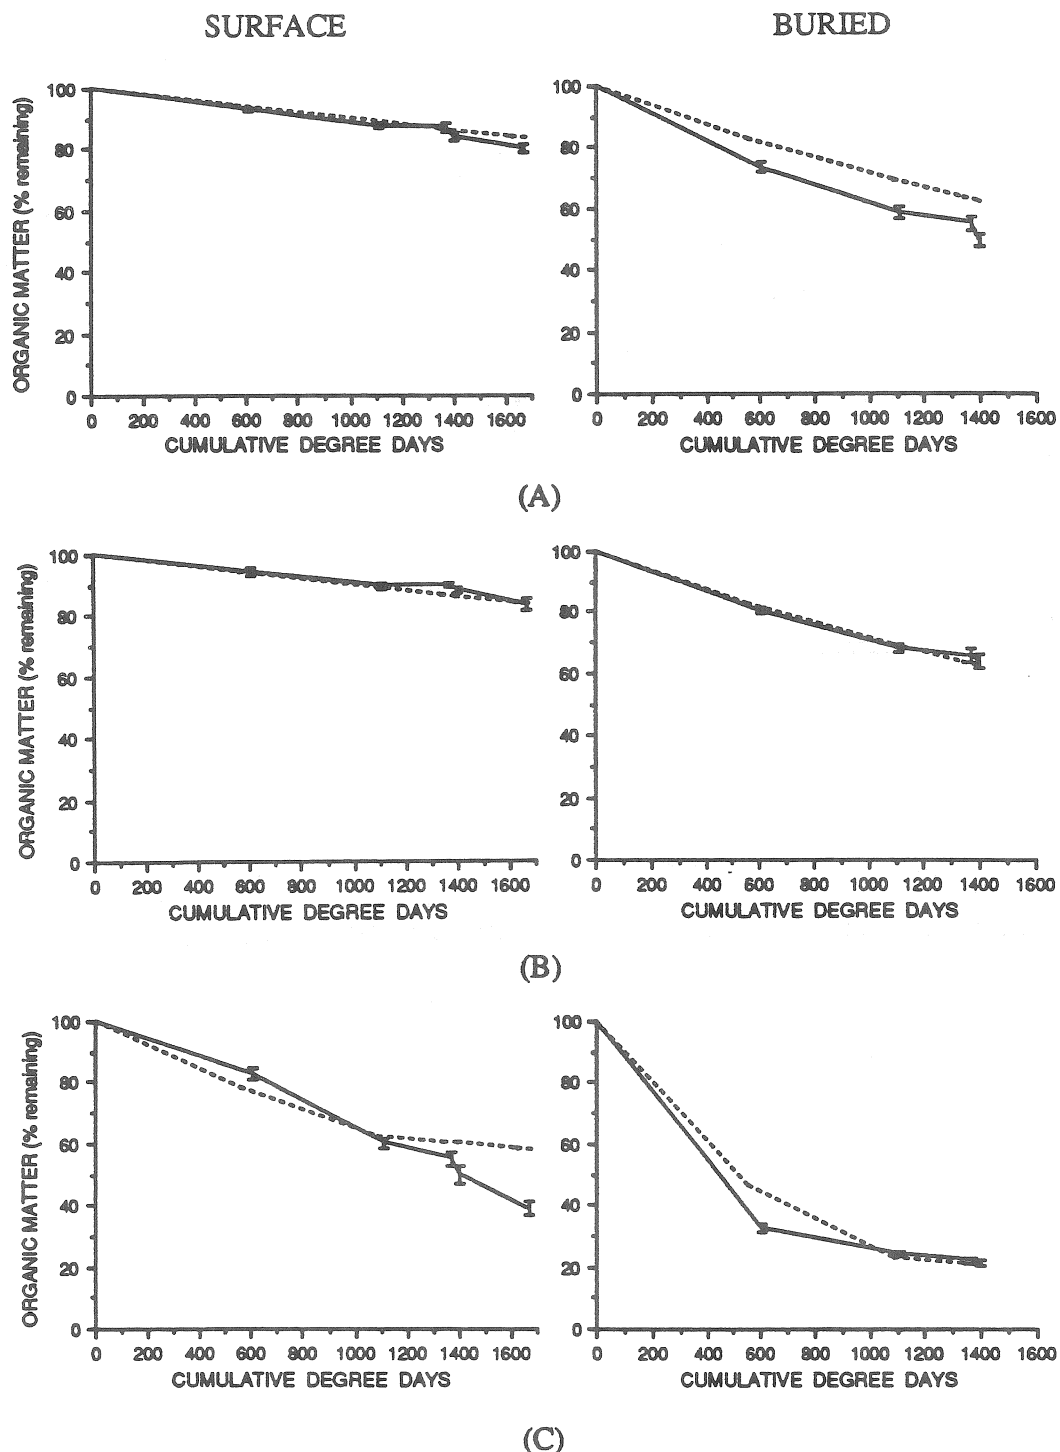 SURFACE BURIED
ORGANIC MATTER (% remaining)
100
80
60
40
20
0
0 200 400 600 800 1000 1200 1400 1600
CUMULATIVE DEGREE DAYS
100
80
60
40
20
0
0 200 400 600 800 1000 1200 1400 1600
CUMULATIVE DEGREE DAYS
(A)
ORGANIC MATTER (% remaining)
100
80
60
40
20
0
0 200 400 600 800 1000 1200 1400 1600
CUMULATIVE DEGREE DAYS
100
80
60
40
20
0
0 200 400 600 800 1000 1200 1400 1600
CUMULATIVE DEGREE DAYS
(B)
ORGANIC MATTER (% remaining)
100
80
60
40
20
0
0 200 400 600 800 1000 1200 1400 1600
CUMULATIVE DEGREE DAYS
100
80
60
40
20
0
0 200 400 600 800 1000 1200 1400 1600
CUMULATIVE DEGREE DAYS
(C)